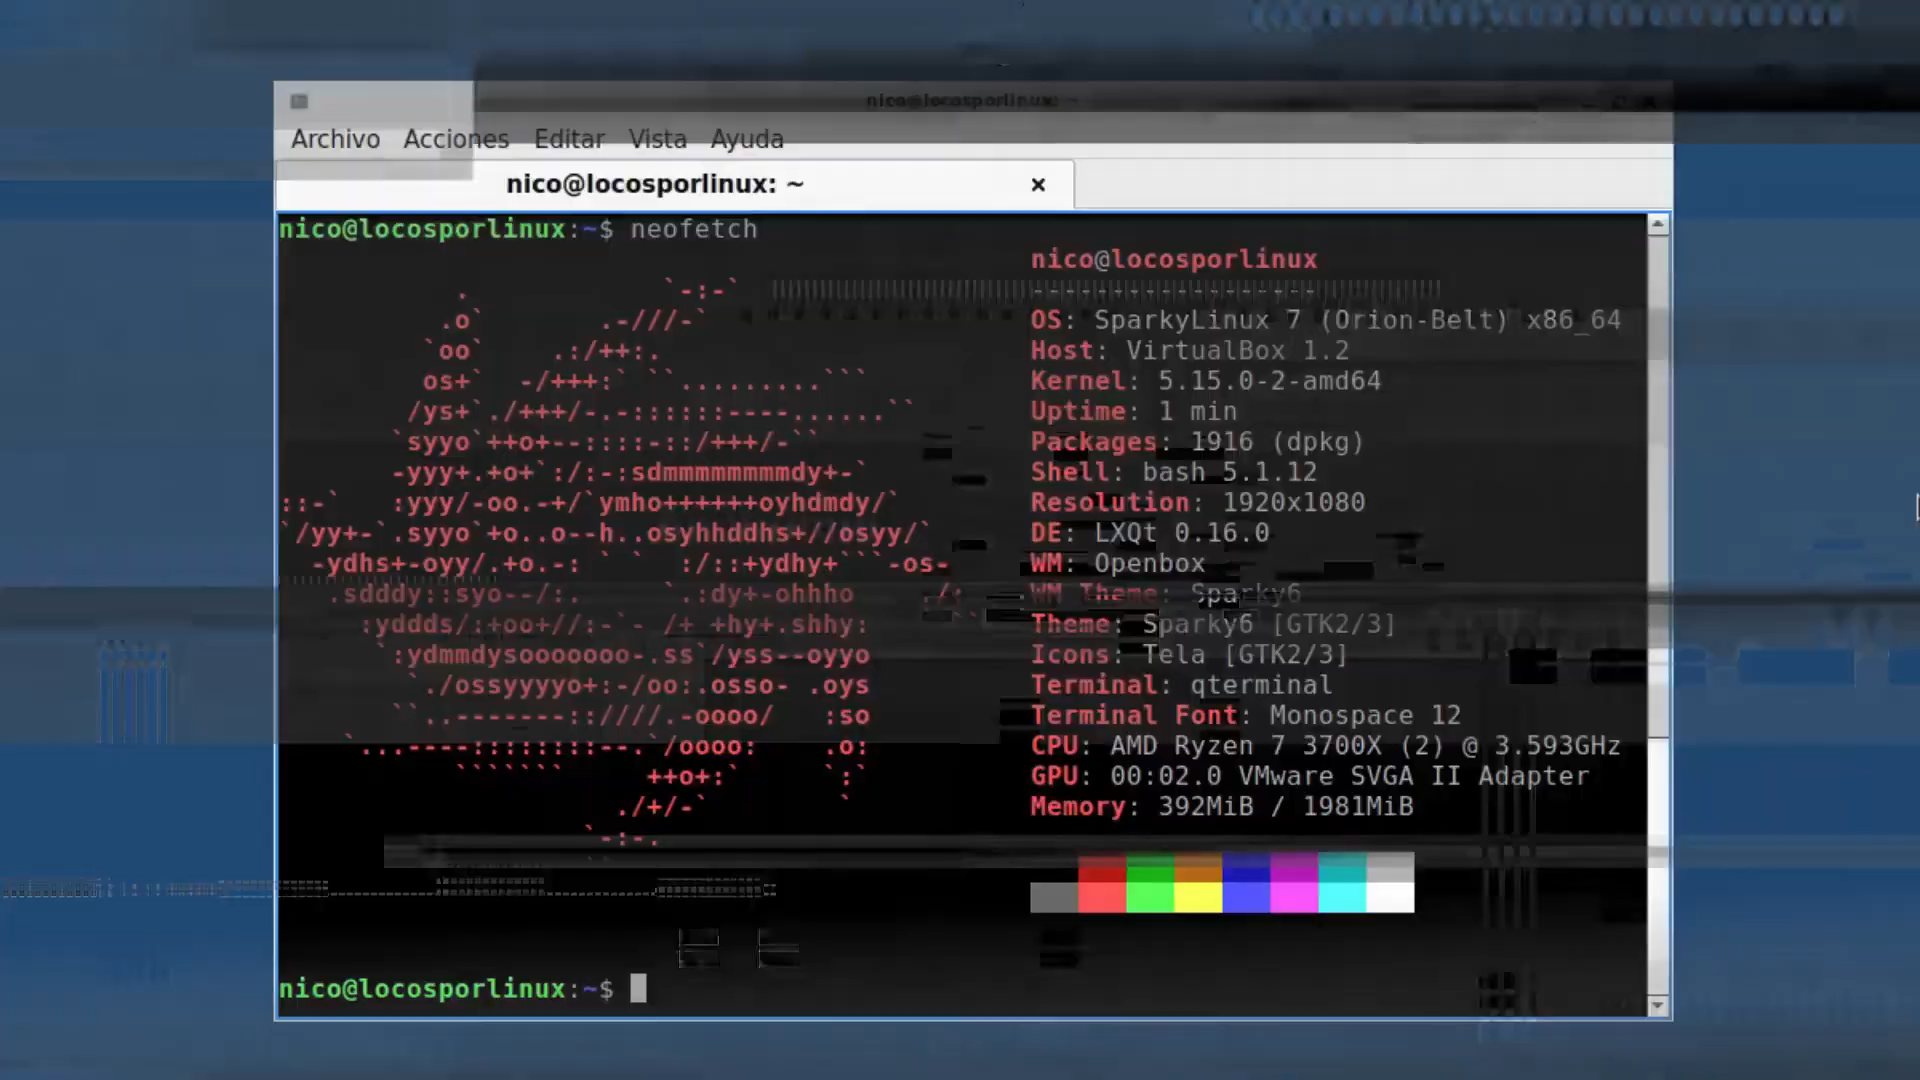 nico@locosporlinux: ~
Archivo Acciones Editar Vista Ayuda
nico@locosporlinux: ~ ×
nico@locosporlinux:~$ neofetch
nico@locosporlinux
-------------------
OS: SparkyLinux 7 (Orion-Belt) x86_64
Host: VirtualBox 1.2
Kernel: 5.15.0-2-amd64
Uptime: 1 min
Packages: 1916 (dpkg)
Shell: bash 5.1.12
Resolution: 1920x1080
DE: LXQt 0.16.0
WM: Openbox
WM Theme: Sparky6
Theme: Sparky6 [GTK2/3]
Icons: Tela [GTK2/3]
Terminal: qterminal
Terminal Font: Monospace 12
CPU: AMD Ryzen 7 3700X (2) @ 3.593GHz
GPU: 00:02.0 VMware SVGA II Adapter
Memory: 392MiB / 1981MiB
nico@locosporlinux:~$